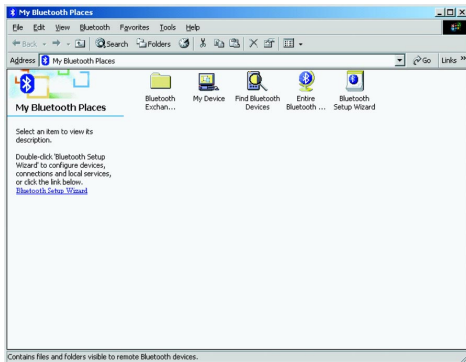 My Bluetooth Places
File Edit View Bluetooth Favorites Tools Help
Back Search Folders
Address My Bluetooth Places Go Links »
My Bluetooth Places
Select an item to view its
description.
Double-click 'Bluetooth Setup
Wizard' to configure devices,
connections and local services,
or click the link below.
Bluetooth Setup Wizard
Bluetooth
Exchan...
My Device
Find Bluetooth
Devices
Entire
Bluetooth ...
Bluetooth
Setup Wizard
Contains files and folders visible to remote Bluetooth devices.